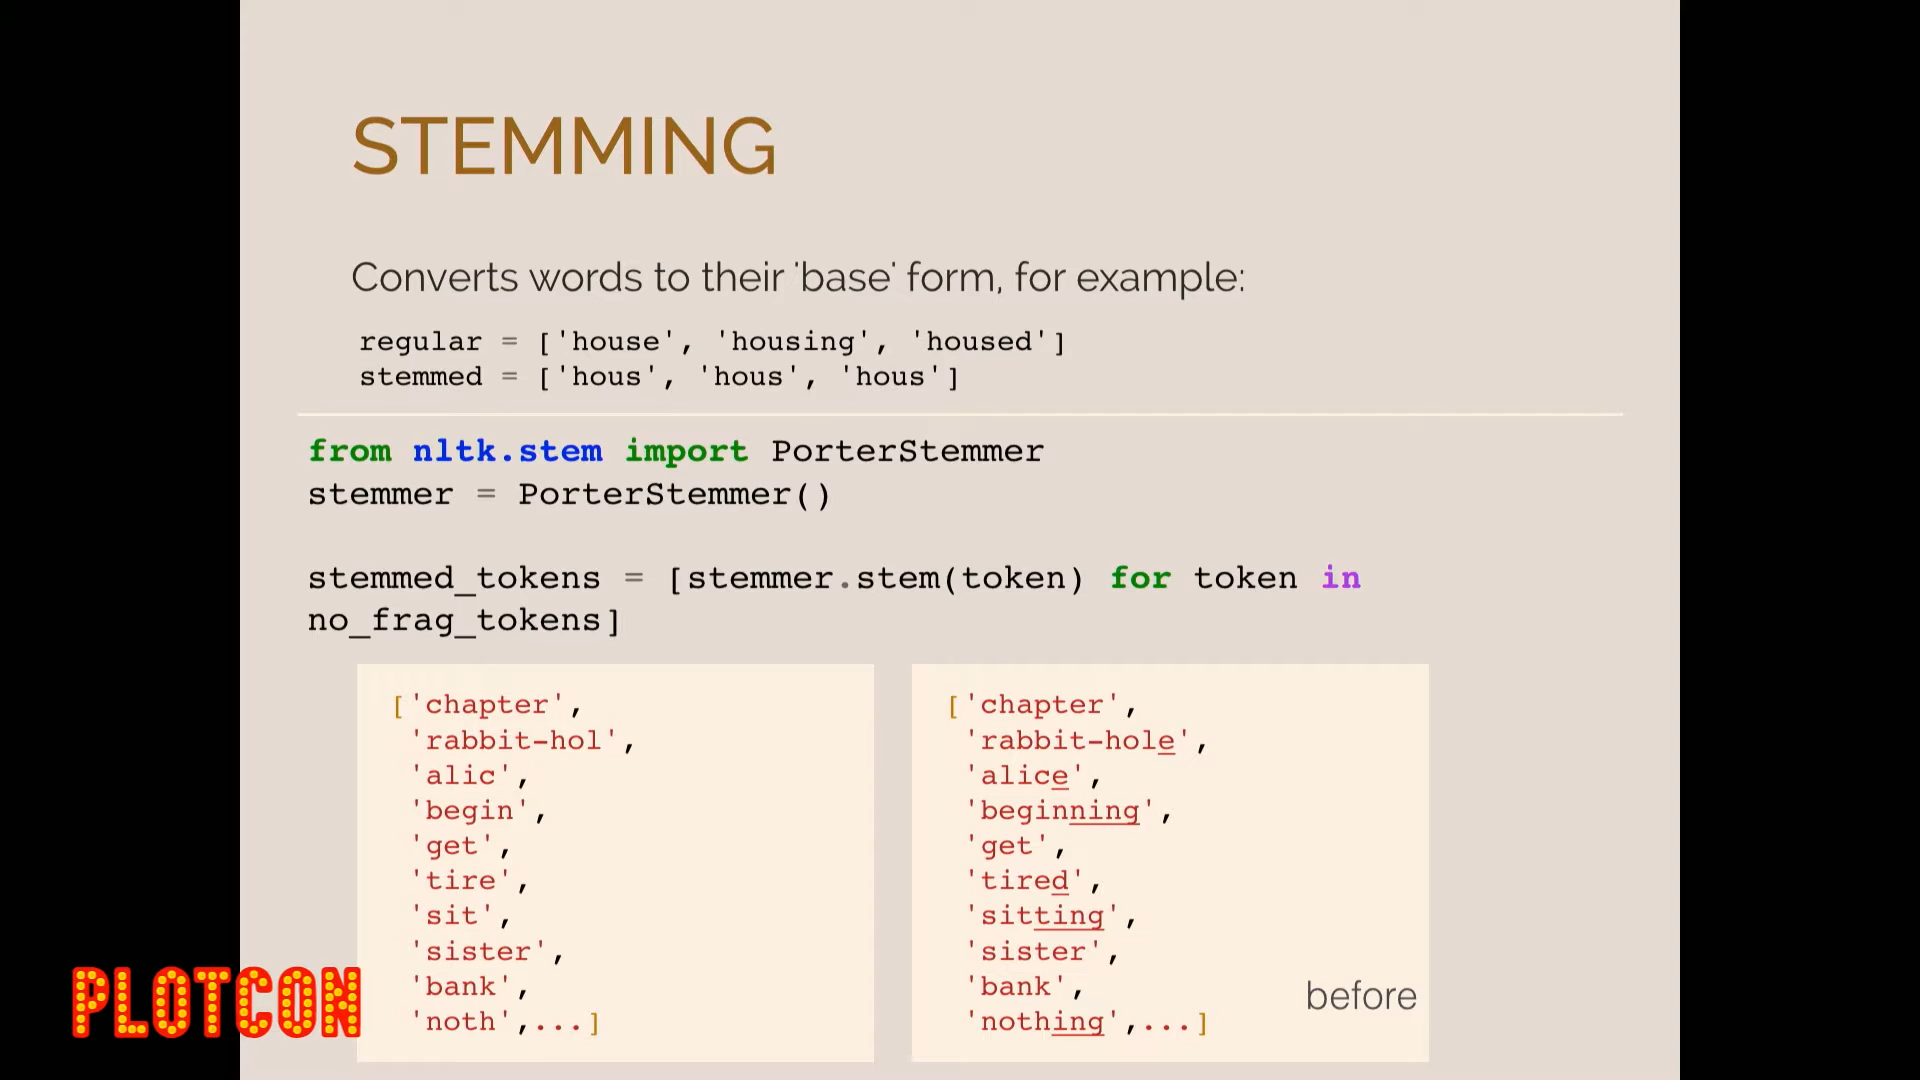 STEMMING
Converts words to their 'base' form, for example:
regular = ['house', 'housing', 'housed']
stemmed = ['hous', 'hous', 'hous']
from nltk.stem import PorterStemmer
stemmer = PorterStemmer()
stemmed_tokens = [stemmer.stem(token) for token in
no_frag_tokens]
['chapter',
'rabbit-hol',
'alic',
'begin',
'get',
'tire',
'sit',
'sister',
'bank',
'noth',...]
['chapter',
'rabbit-hole',
'alice',
'beginning',
'get',
'tired',
'sitting',
'sister',
'bank',
'nothing',...]
before
PLOTCON